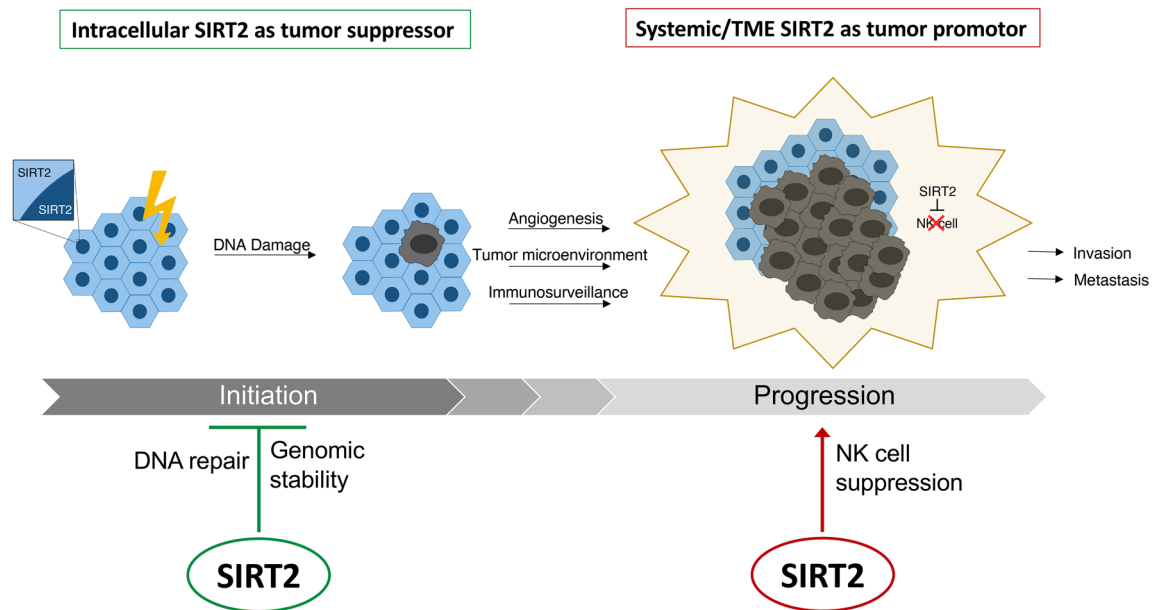 Intracellular SIRT2 as tumor suppressor
Systemic/TME SIRT2 as tumor promotor
SIRT2
SIRT2
DNA Damage
Angiogenesis
Tumor microenvironment
Immunosurveillance
SIRT2
NK cell
Invasion
Metastasis
Initiation
Progression
DNA repair
Genomic
stability
NK cell
suppression
SIRT2
SIRT2